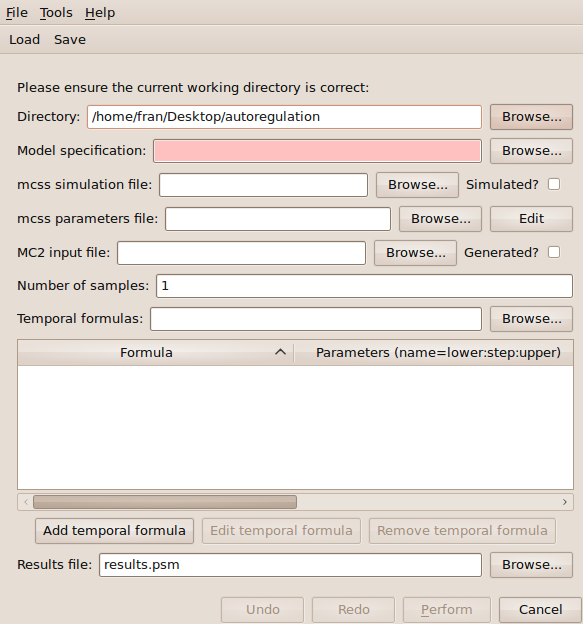 File Tools Help
Load Save
Please ensure the current working directory is correct:
Directory: /home/fran/Desktop/autoregulation Browse...
Model specification: Browse...
mcss simulation file: Browse... Simulated?
mcss parameters file: Browse... Edit
MC2 input file: Browse... Generated?
Number of samples: 1
Temporal formulas: Browse...
Formula Parameters (name=lower:step:upper)
Add temporal formula Edit temporal formula Remove temporal formula
Results file: results.psm Browse...
Undo Redo Perform Cancel